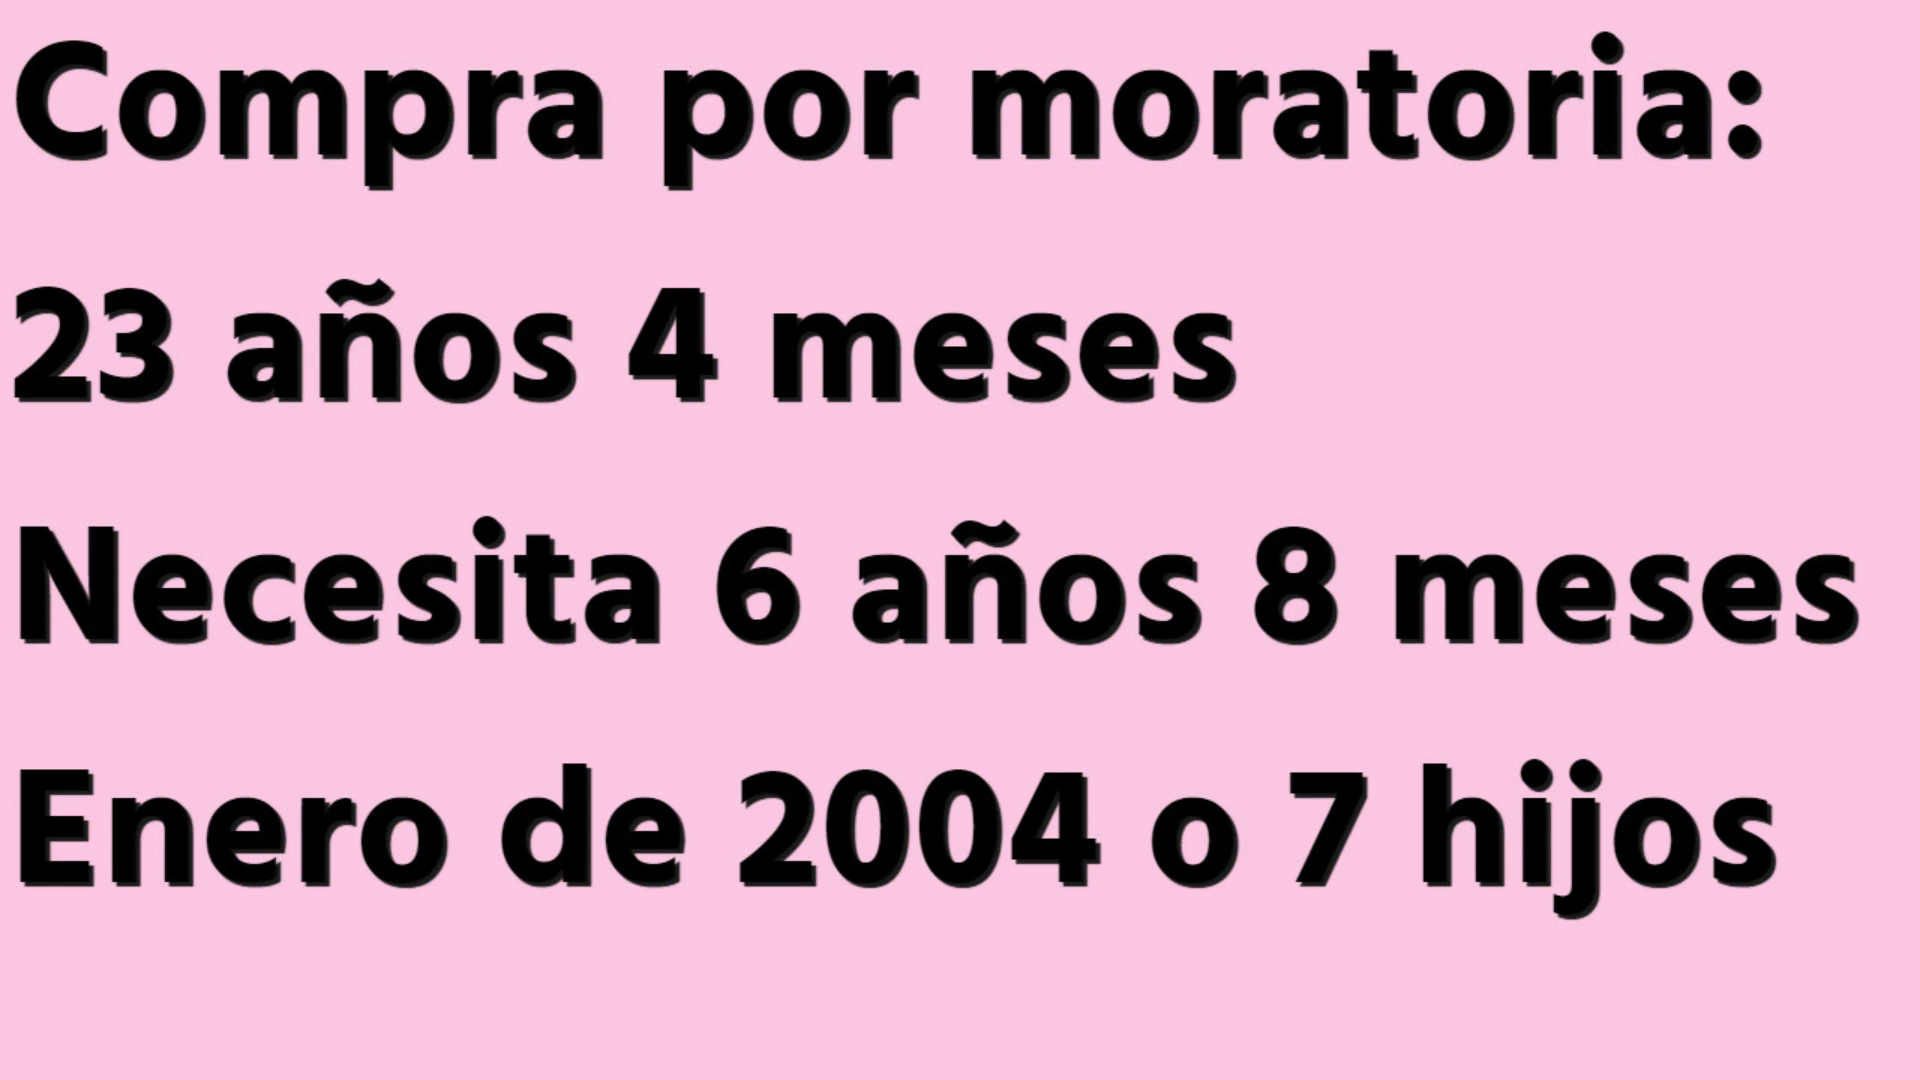 Compra por moratoria:
23 años 4 meses
Necesita 6 años 8 meses
Enero de 2004 o 7 hijos